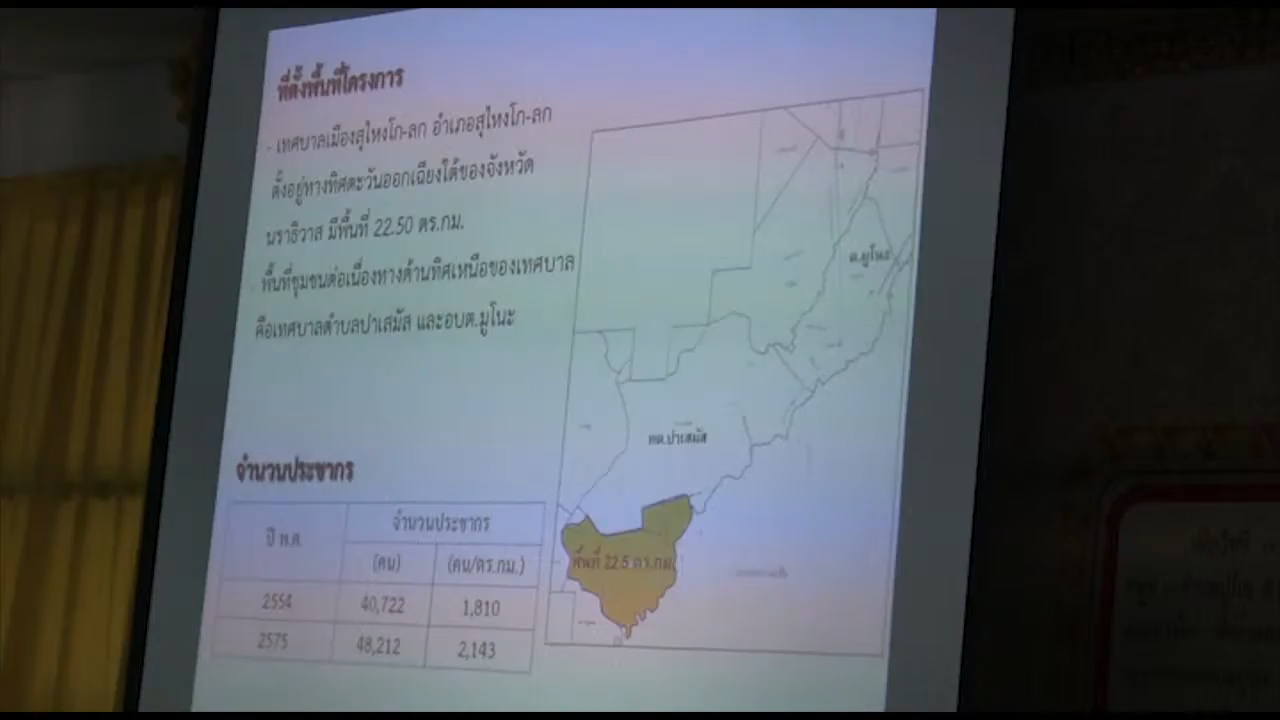 ที่ตั้งพื้นที่โครงการ
- เทศบาลเมืองสุไหงโก-ลก อำเภอสุไหงโก-ลก
ตั้งอยู่ทางทิศตะวันออกเฉียงใต้ของจังหวัด
นราธิวาส มีพื้นที่ 22.50 ตร.กม.
- พื้นที่ชุมชนต่อเนื่องทางด้านทิศเหนือของเทศบาล
คือเทศบาลตำบลปาเสมัส และอบต.มูโนะ
ต.มูโนะ
ทต.ปาเสมัส
พื้นที่ 22.5 ตร.กม.
จำนวนประชากร
ปี พ.ศ.
จำนวนประชากร
(คน) (คน/ตร.กม.)
2554 40,722 1,810
2575 48,212 2,143